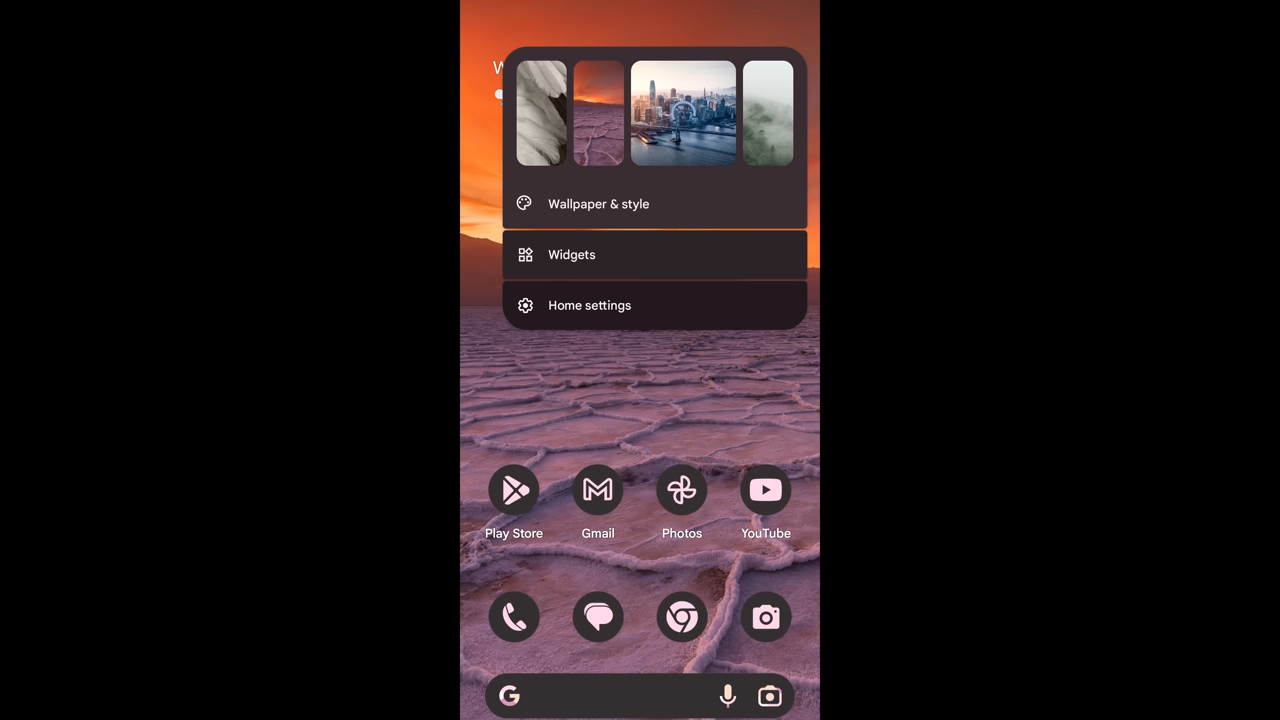 W
Wallpaper & style
Widgets
Home settings
Play Store
Gmail
Photos
YouTube